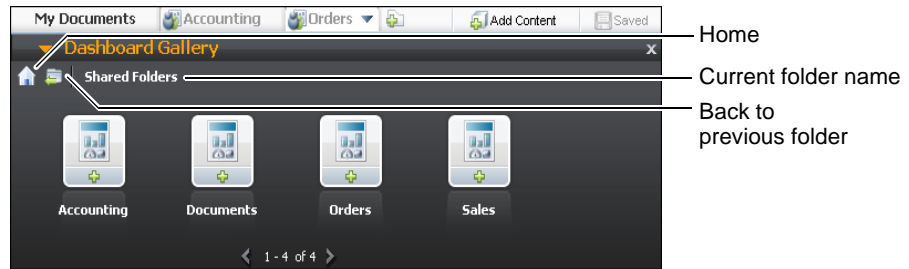 My Documents Accounting Orders Add Content Saved
Dashboard Gallery x
Shared Folders
Home
Current folder name
Back to
previous folder
Accounting Documents Orders Sales
1 - 4 of 4